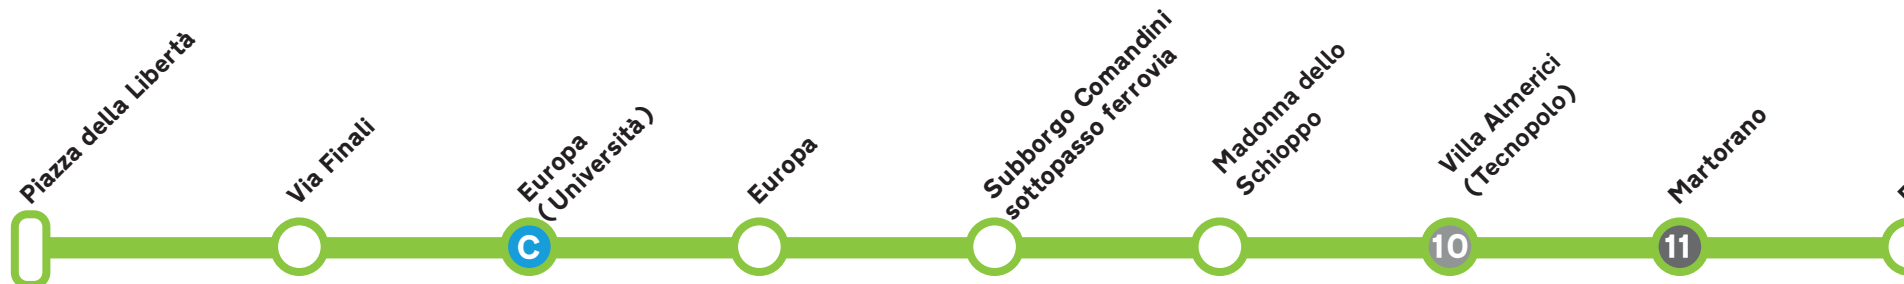 Piazza della Libertà
Via Finali
Europa
(Università)
C
Europa
Subborgo Comandini
sottopasso ferrovia
Madonna dello
Schioppo
Villa Almerici
(Tecnopolo)
10
Martorano
11